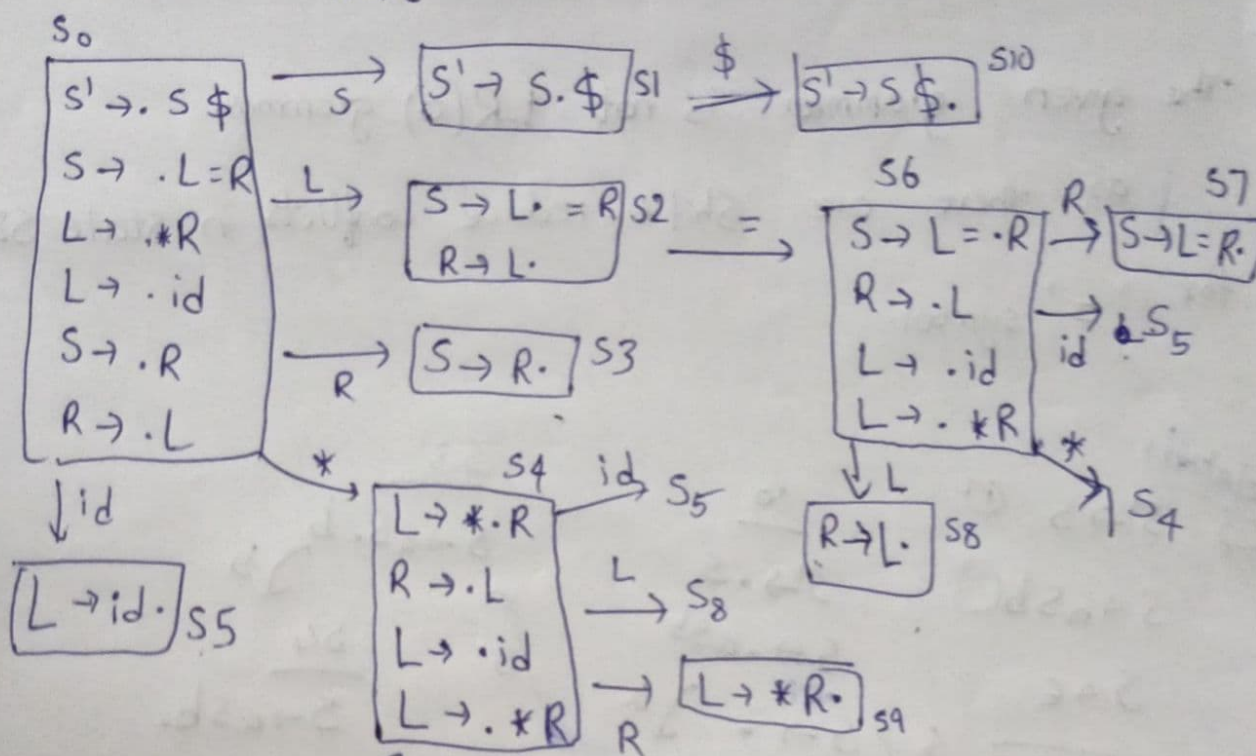 S0
S' → . S $
S → . L = R
L → . * R
L → . id
S → . R
R → . L
S
S' → S . $
S1
$
S' → S $ .
S10
L
S → L . = R
R → L .
S2
=
S6
S → L = . R
R → . L
L → . id
L → . * R
R
S7
S → L = R .
id
S5
*
S4
L
R → L .
S8
R
S → R .
S3
*
S4
L → * . R
R → . L
L → . id
L → . * R
id
S5
L
S8
R
L → * R .
S9
id
L → id .
S5